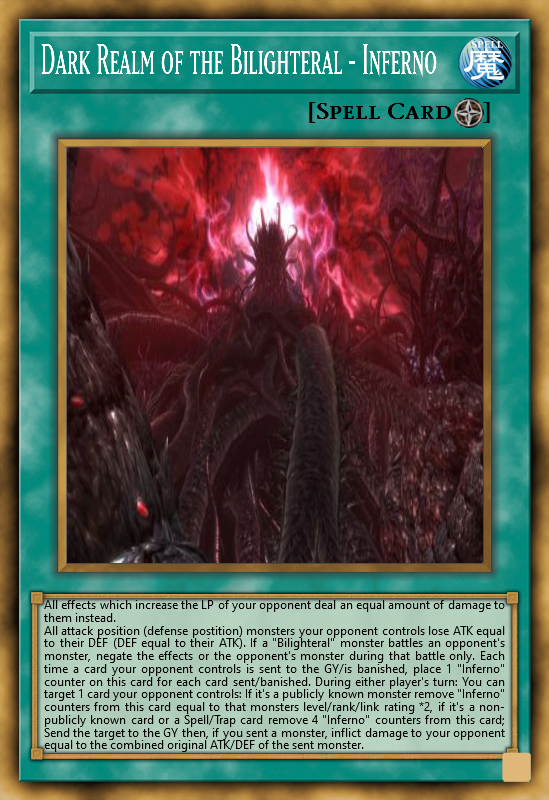 Dark Realm of the Bilighteral - Inferno
SPELL
魔
[Spell Card]
All effects which increase the LP of your opponent deal an equal amount of damage to
them instead.
All attack position (defense postition) monsters your opponent controls lose ATK equal
to their DEF (DEF equal to their ATK). If a "Bilighteral" monster battles an opponent's
monster, negate the effects or the opponent's monster during that battle only. Each
time a card your opponent controls is sent to the GY/is banished, place 1 "Inferno"
counter on this card for each card sent/banished. During either player's turn: You can
target 1 card your opponent controls: If it's a publicly known monster remove "Inferno"
counters from this card equal to that monsters level/rank/link rating *2, if it's a non-
publicly known card or a Spell/Trap card remove 4 "Inferno" counters from this card;
Send the target to the GY then, if you sent a monster, inflict damage to your opponent
equal to the combined original ATK/DEF of the sent monster.